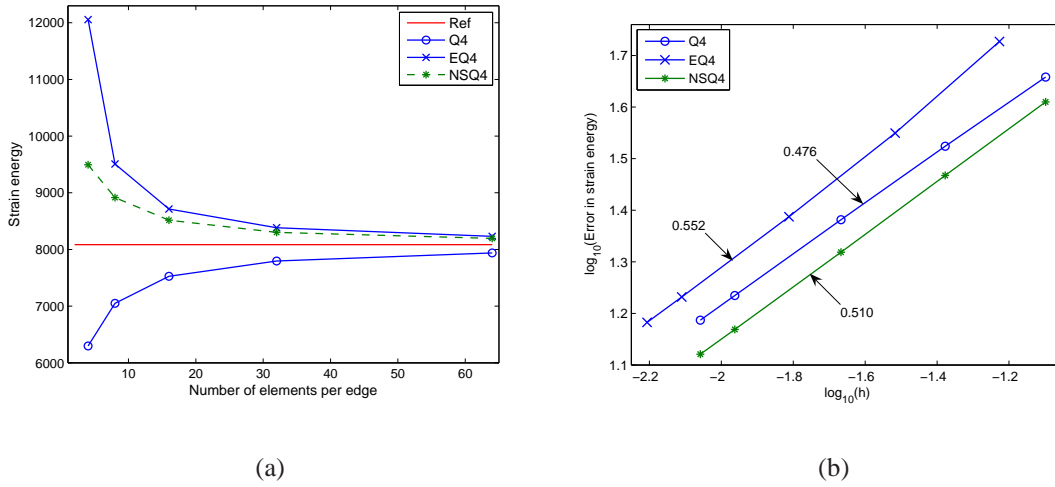 12000
11000
10000
9000
8000
7000
6000
Strain energy
10 20 30 40 50 60
Number of elements per edge
Ref
Q4
EQ4
NSQ4
(a)
1.7
1.6
1.5
1.4
1.3
1.2
1.1
log10(Error in strain energy)
−2.2 −2 −1.8 −1.6 −1.4 −1.2
log10(h)
Q4
EQ4
NSQ4
0.476
0.552
0.510
(b)